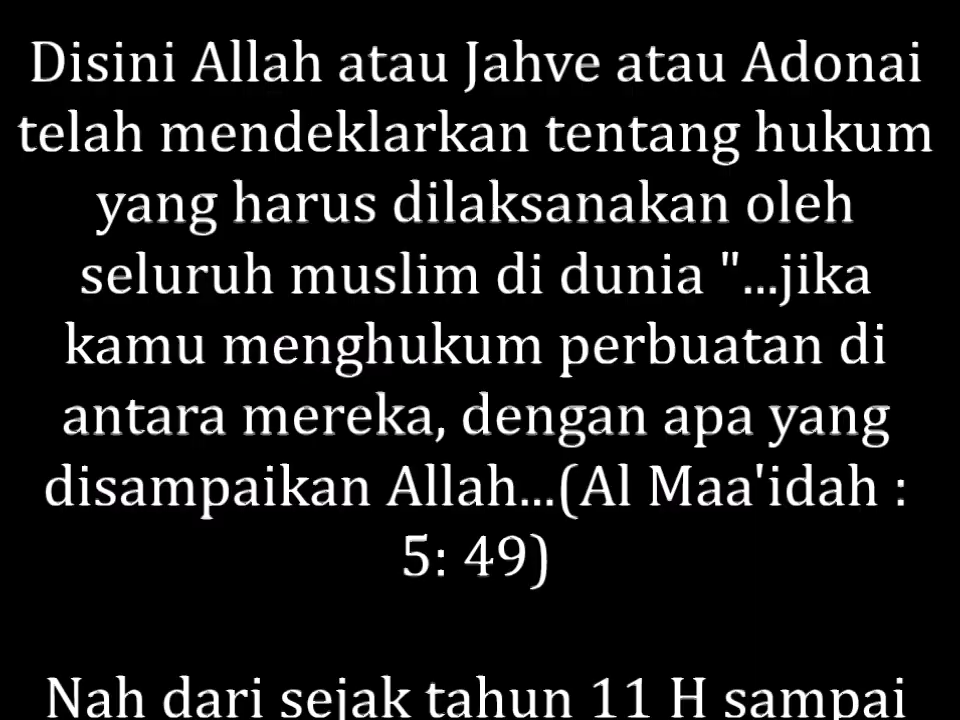 Disini Allah atau Jahve atau Adonai
telah mendeklarkan tentang hukum
yang harus dilaksanakan oleh
seluruh muslim di dunia "...jika
kamu menghukum perbuatan di
antara mereka, dengan apa yang
disampaikan Allah...(Al Maa'idah :
5: 49)
Nah dari sejak tahun 11 H sampai